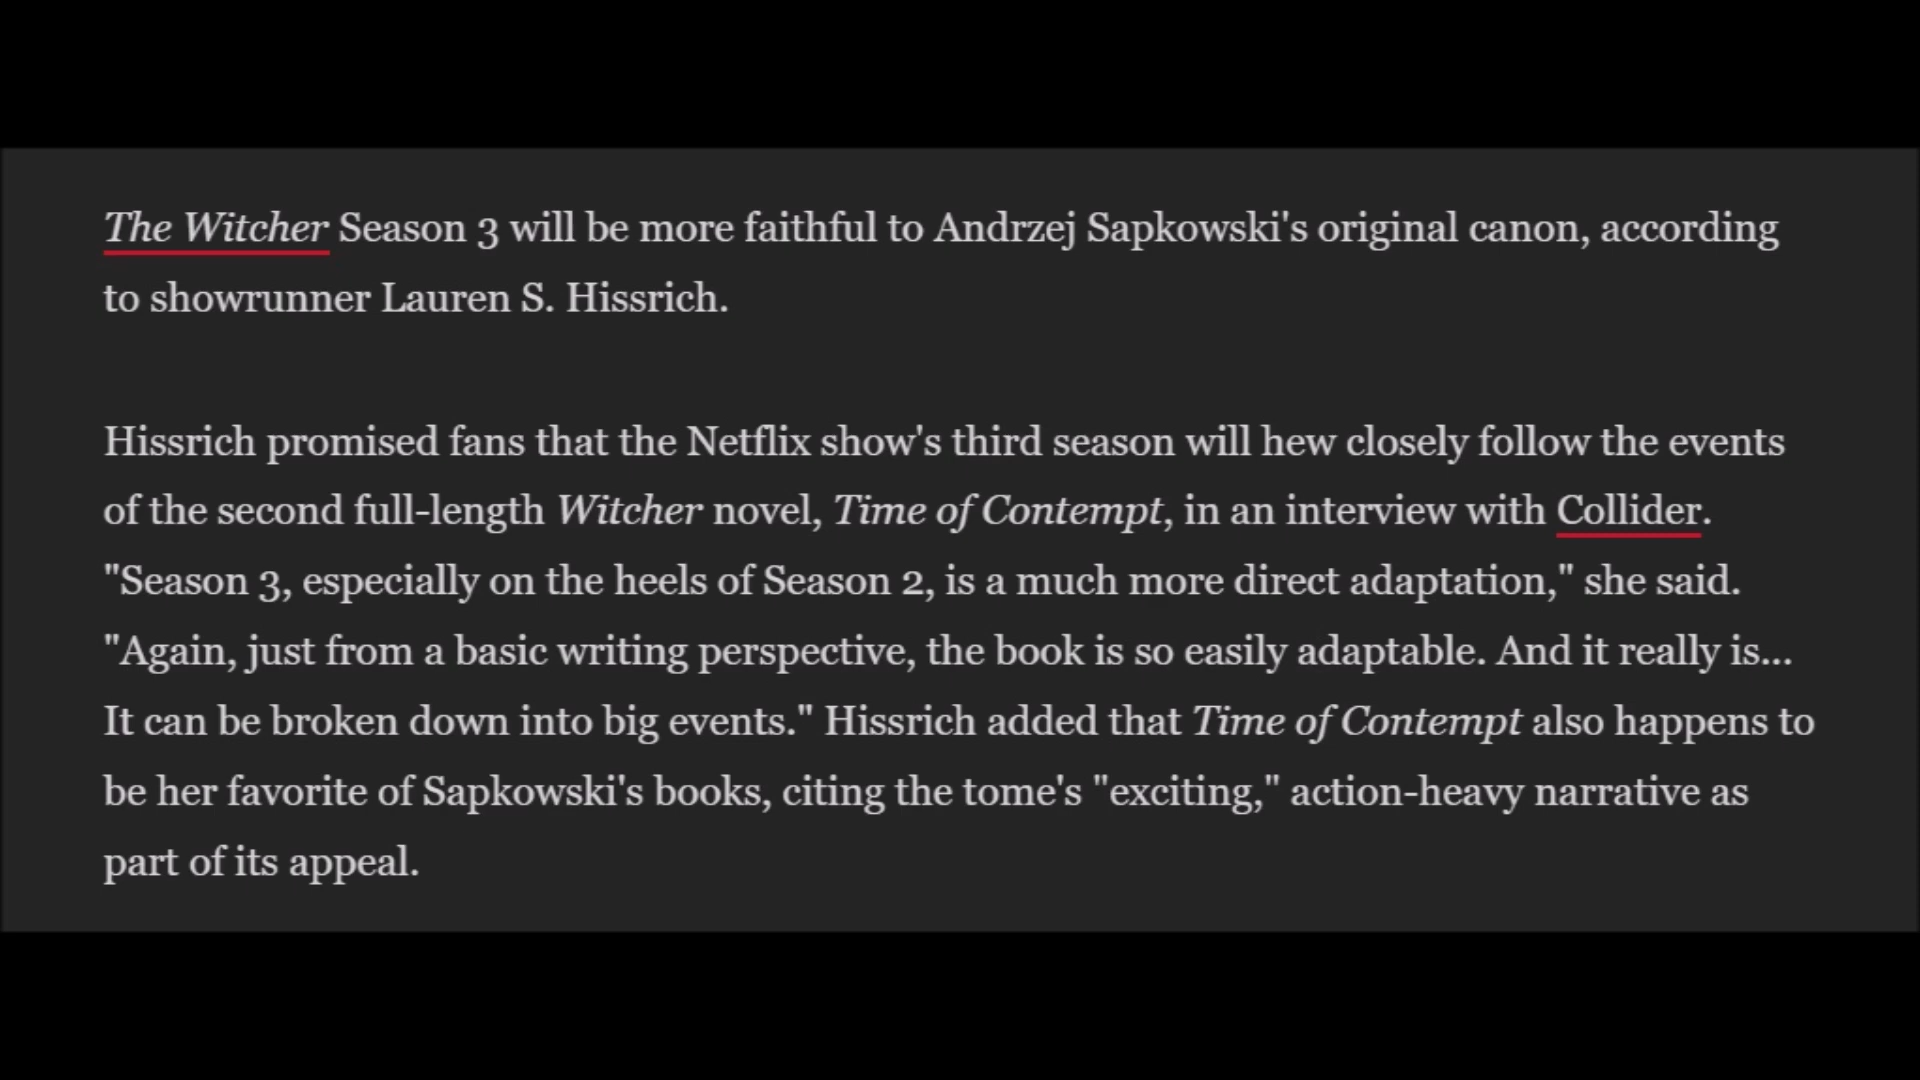 The Witcher Season 3 will be more faithful to Andrzej Sapkowski's original canon, according
to showrunner Lauren S. Hissrich.
Hissrich promised fans that the Netflix show's third season will hew closely follow the events
of the second full-length Witcher novel, Time of Contempt, in an interview with Collider.
"Season 3, especially on the heels of Season 2, is a much more direct adaptation," she said.
"Again, just from a basic writing perspective, the book is so easily adaptable. And it really is...
It can be broken down into big events." Hissrich added that Time of Contempt also happens to
be her favorite of Sapkowski's books, citing the tome's "exciting," action-heavy narrative as
part of its appeal.